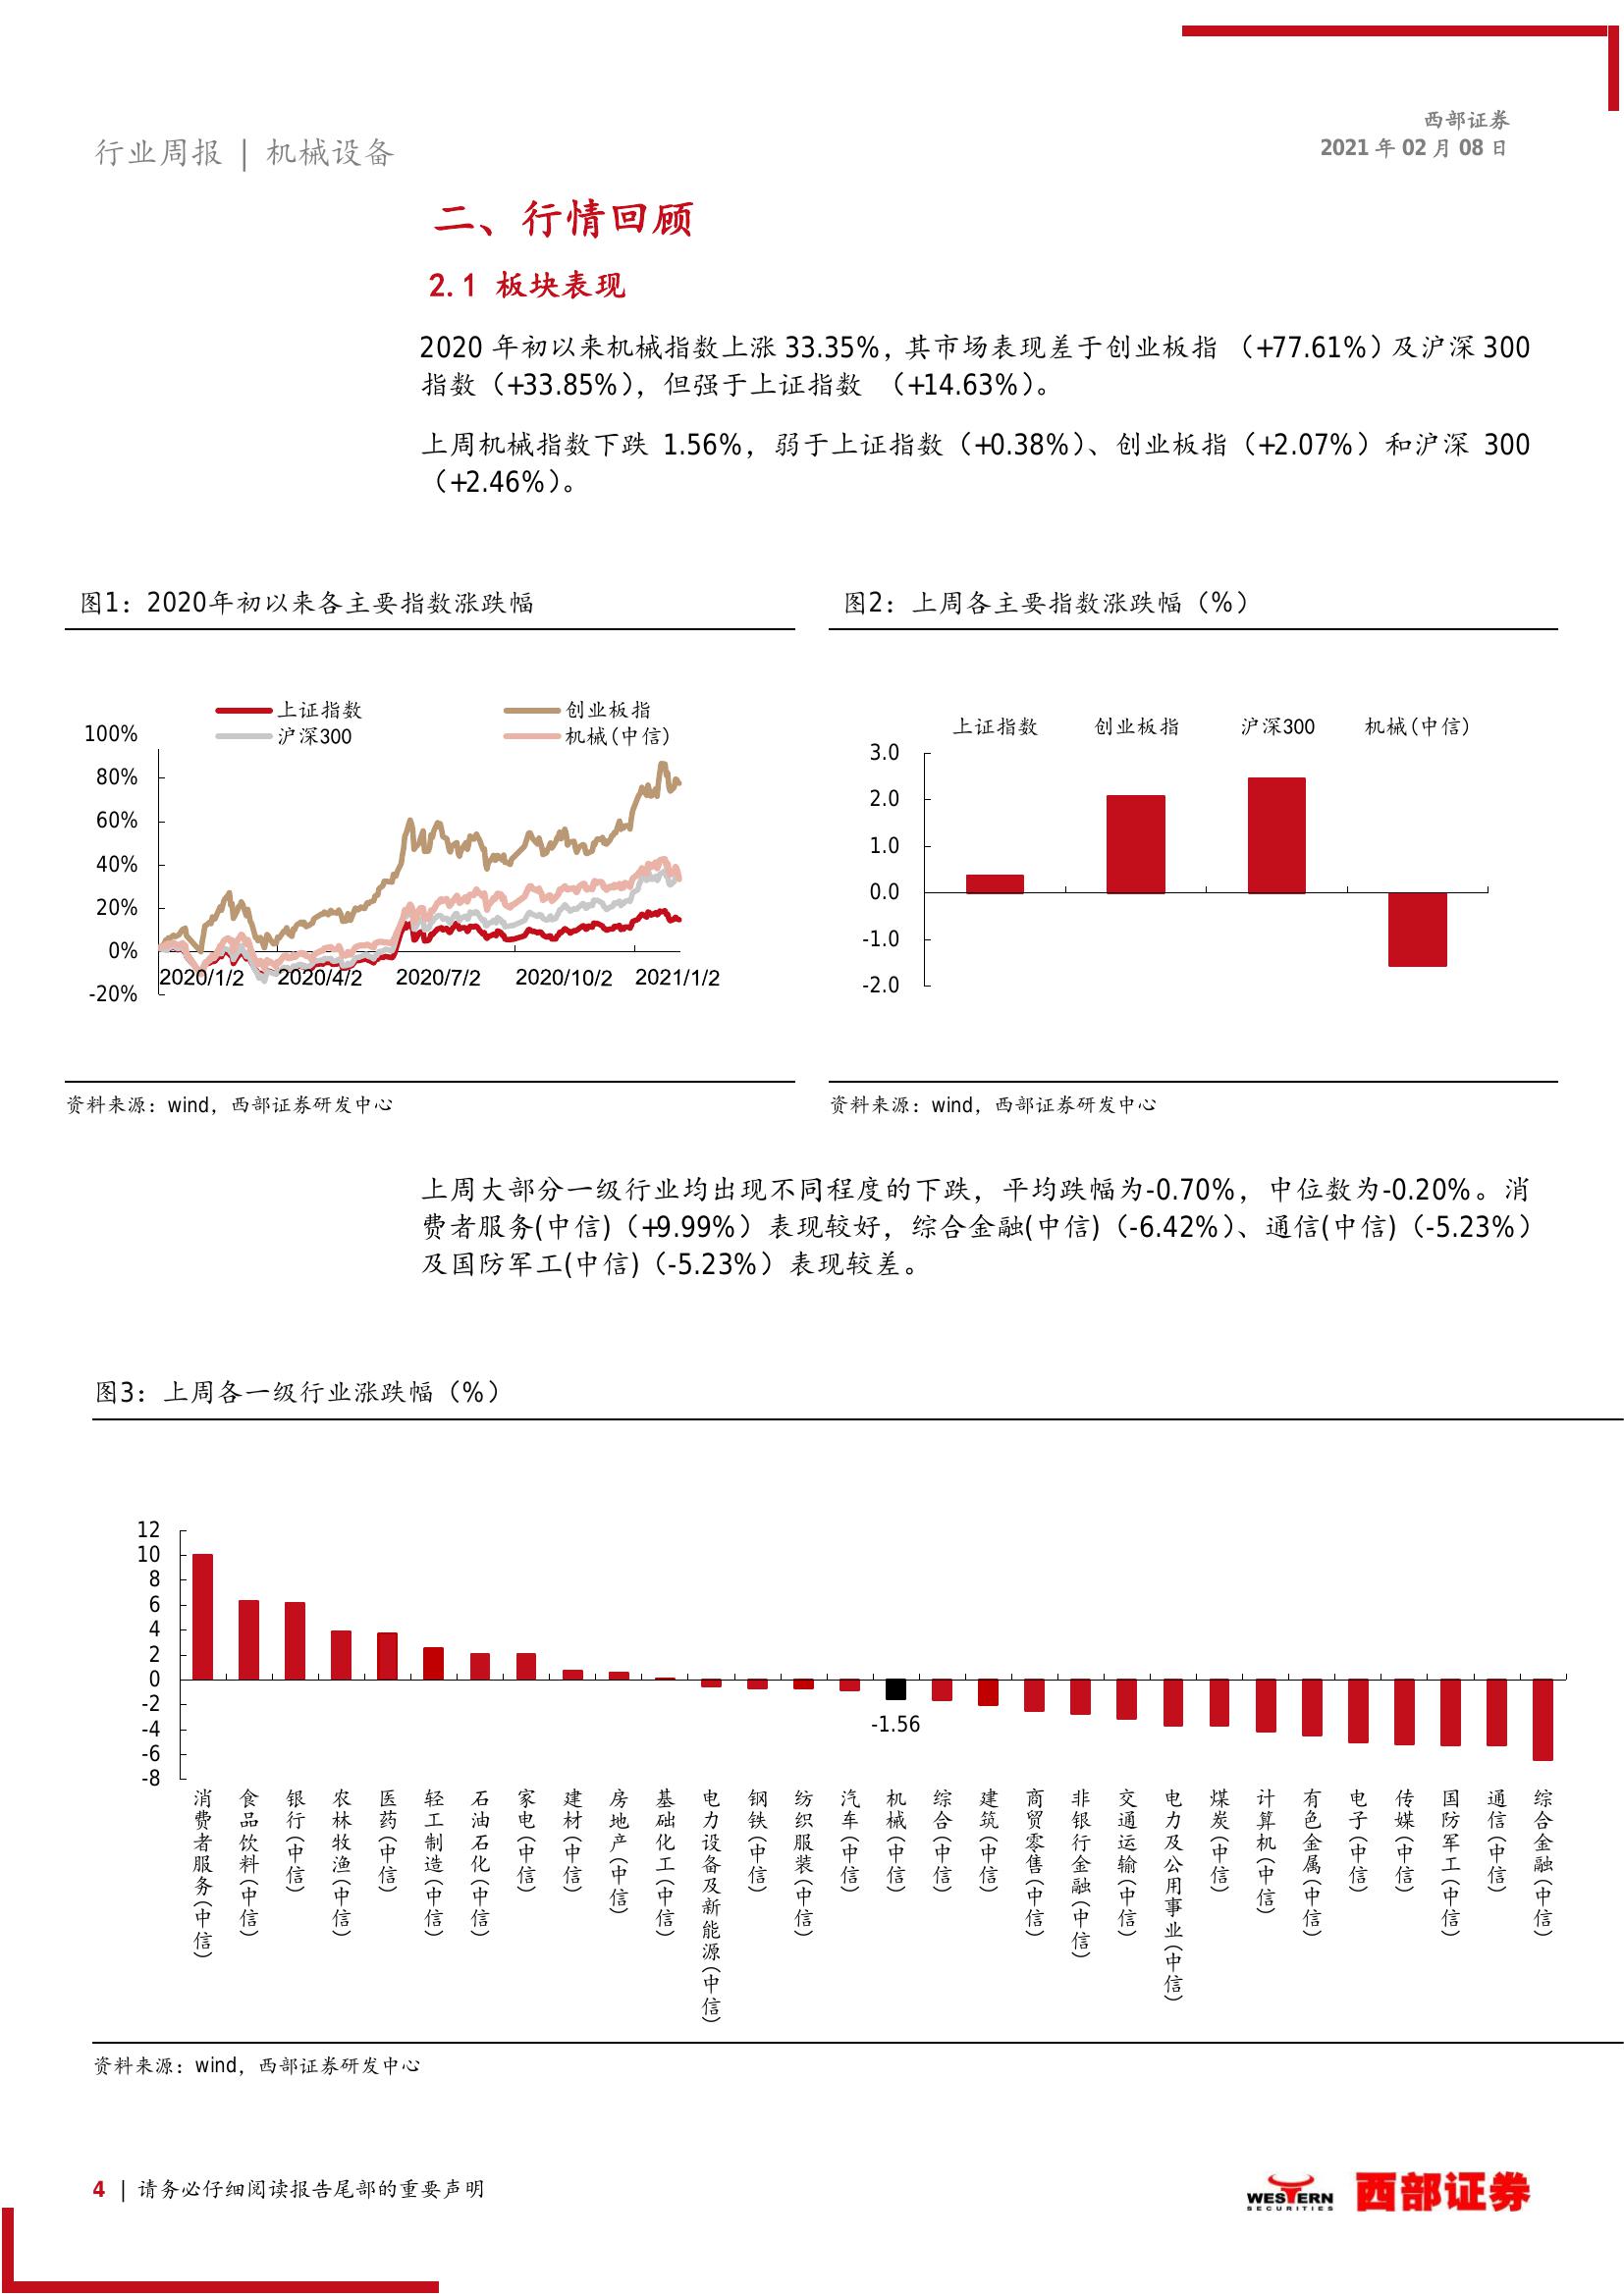 西部证券
行业周报 | 机械设备
2021 年 02 月 08 日
二、行情回顾
2.1 板块表现
2020 年初以来机械指数上涨 33.35%，其市场表现差于创业板指 （+77.61%）及沪深 300
指数（+33.85%），但强于上证指数 （+14.63%）。
上周机械指数下跌 1.56%，弱于上证指数（+0.38%）、创业板指（+2.07%）和沪深 300
（+2.46%）。
图1：2020年初以来各主要指数涨跌幅
上证指数 创业板指
沪深300 机械(中信)
100%
80%
60%
40%
20%
0%
-20%
2020/1/2 2020/4/2 2020/7/2 2020/10/2 2021/1/2
资料来源：wind，西部证券研发中心
图2：上周各主要指数涨跌幅（%）
上证指数 创业板指 沪深300 机械(中信)
3.0
2.0
1.0
0.0
-1.0
-2.0
资料来源：wind，西部证券研发中心
上周大部分一级行业均出现不同程度的下跌，平均跌幅为-0.70%，中位数为-0.20%。消
费者服务(中信)（+9.99%）表现较好，综合金融(中信)（-6.42%）、通信(中信)（-5.23%）
及国防军工(中信)（-5.23%）表现较差。
图3：上周各一级行业涨跌幅（%）
12
10
8
6
4
2
0
-2
-4
-6
-8
-1.56
消费者服务(中信)
食品饮料(中信)
银行(中信)
农林牧渔(中信)
医药(中信)
轻工制造(中信)
石油石化(中信)
家电(中信)
建材(中信)
房地产(中信)
基础化工(中信)
电力设备及新能源(中信)
钢铁(中信)
纺织服装(中信)
汽车(中信)
机械(中信)
综合(中信)
建筑(中信)
商贸零售(中信)
非银行金融(中信)
交通运输(中信)
电力及公用事业(中信)
煤炭(中信)
计算机(中信)
有色金属(中信)
电子(中信)
传媒(中信)
国防军工(中信)
通信(中信)
综合金融(中信)
资料来源：wind，西部证券研发中心
4 | 请务必仔细阅读报告尾部的重要声明
WESTERN
SECURITIES
西部证券